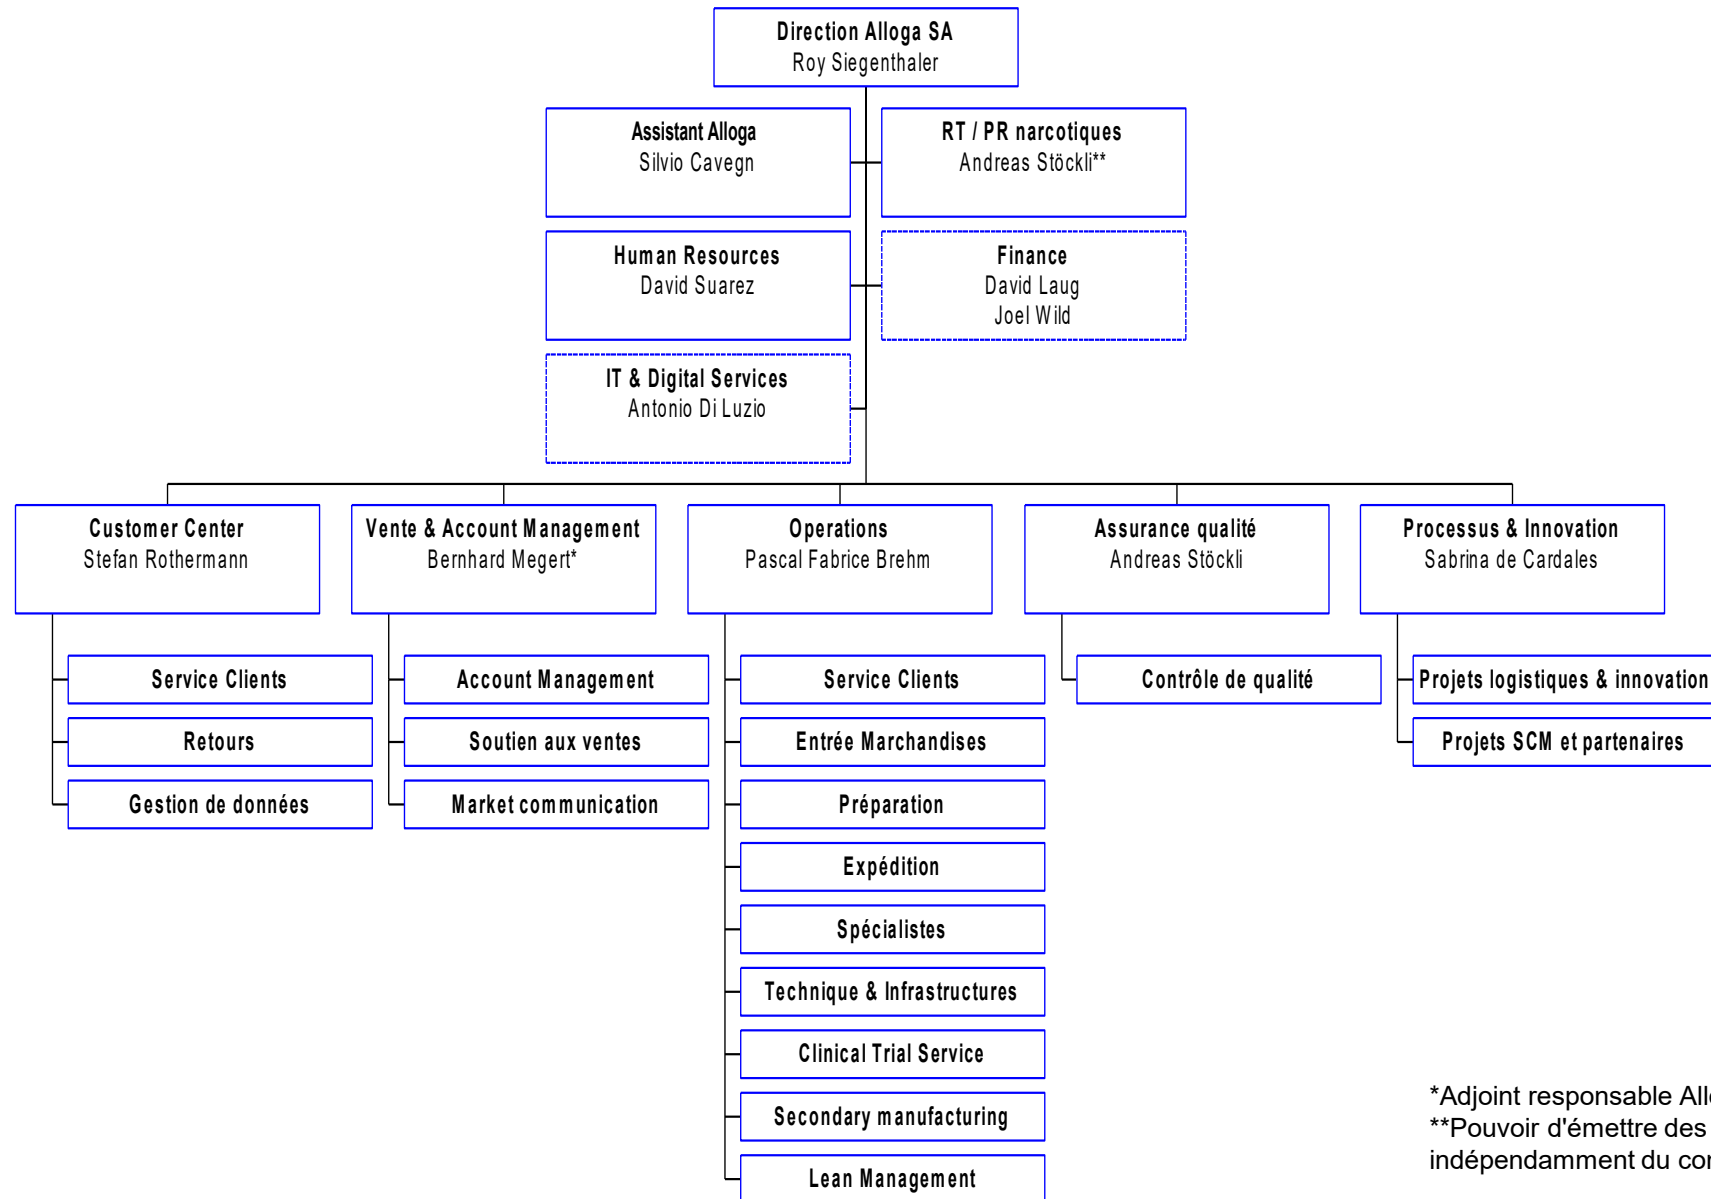 Direction Alloga SA
Roy Siegenthaler
Assistant Alloga
Silvio Cavegn
RT / PR narcotiques
Andreas Stöckli**
Human Resources
David Suarez
Finance
David Laug
Joel Wild
IT & Digital Services
Antonio Di Luzio
Customer Center
Stefan Rothermann
Vente & Account Management
Bernhard Megert*
Operations
Pascal Fabrice Brehm
Assurance qualité
Andreas Stöckli
Processus & Innovation
Sabrina de Cardales
Service Clients
Retours
Gestion de données
Account Management
Soutien aux ventes
Market communication
Service Clients
Entrée Marchandises
Préparation
Expédition
Spécialistes
Technique & Infrastructures
Clinical Trial Service
Secondary manufacturing
Lean Management
Contrôle de qualité
Projets logistiques & innovation
Projets SCM et partenaires
*Adjoint responsable
**Pouvoir d'émettre des
indépendamment du